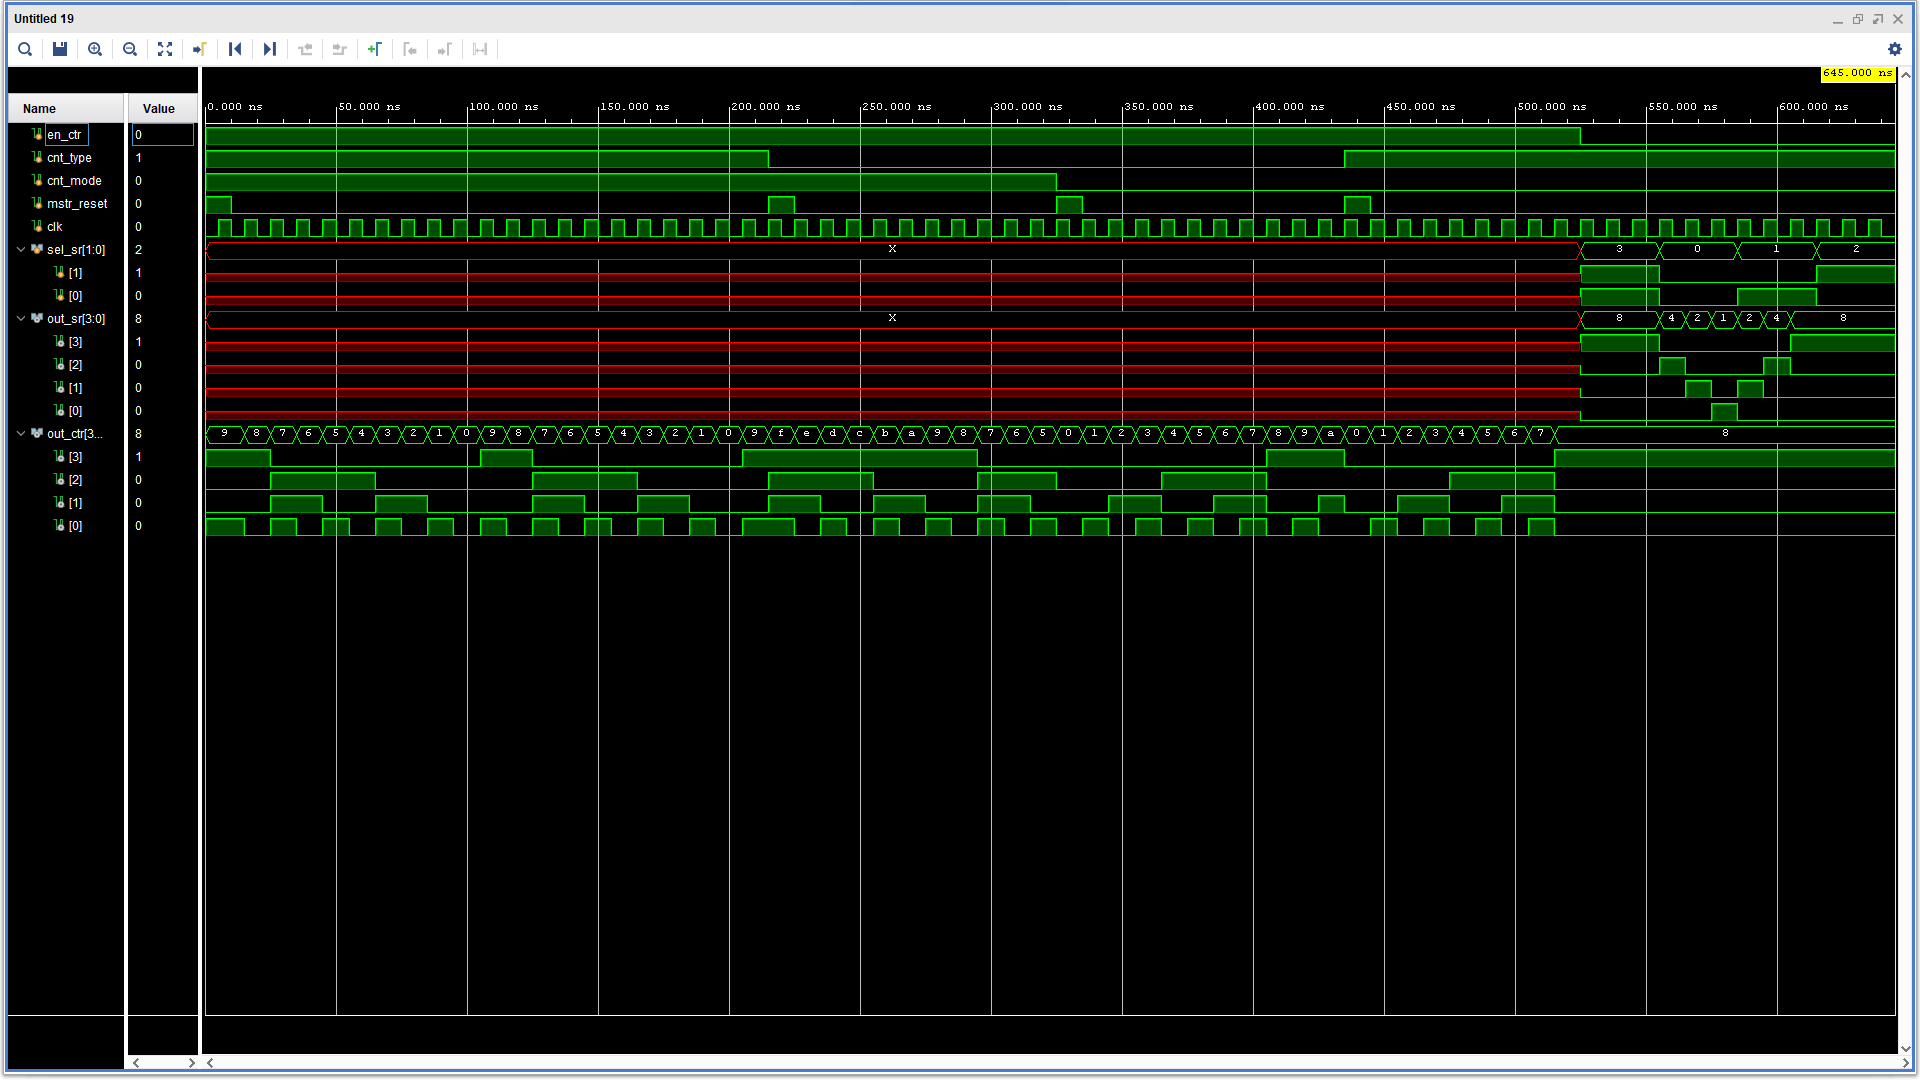 Untitled 19
645.000 ns
Name Value 0.000 ns 50.000 ns 100.000 ns 150.000 ns 200.000 ns 250.000 ns 300.000 ns 350.000 ns 400.000 ns 450.000 ns 500.000 ns 550.000 ns 600.000 ns
en_ctr 0
cnt_type 1
cnt_mode 0
mstr_reset 0
clk 0
sel_sr[1:0] 2 X 3 0 1 2
[1] 1
[0] 0
out_sr[3:0] 8 X 8 4 2 1 2 4 8
[3] 1
[2] 0
[1] 0
[0] 0
out_ctr[3... 8 9 8 7 6 5 4 3 2 1 0 9 8 7 6 5 4 3 2 1 0 9 f e d c b a 9 8 7 6 5 0 1 2 3 4 5 6 7 8 9 a 0 1 2 3 4 5 6 7 8
[3] 1
[2] 0
[1] 0
[0] 0